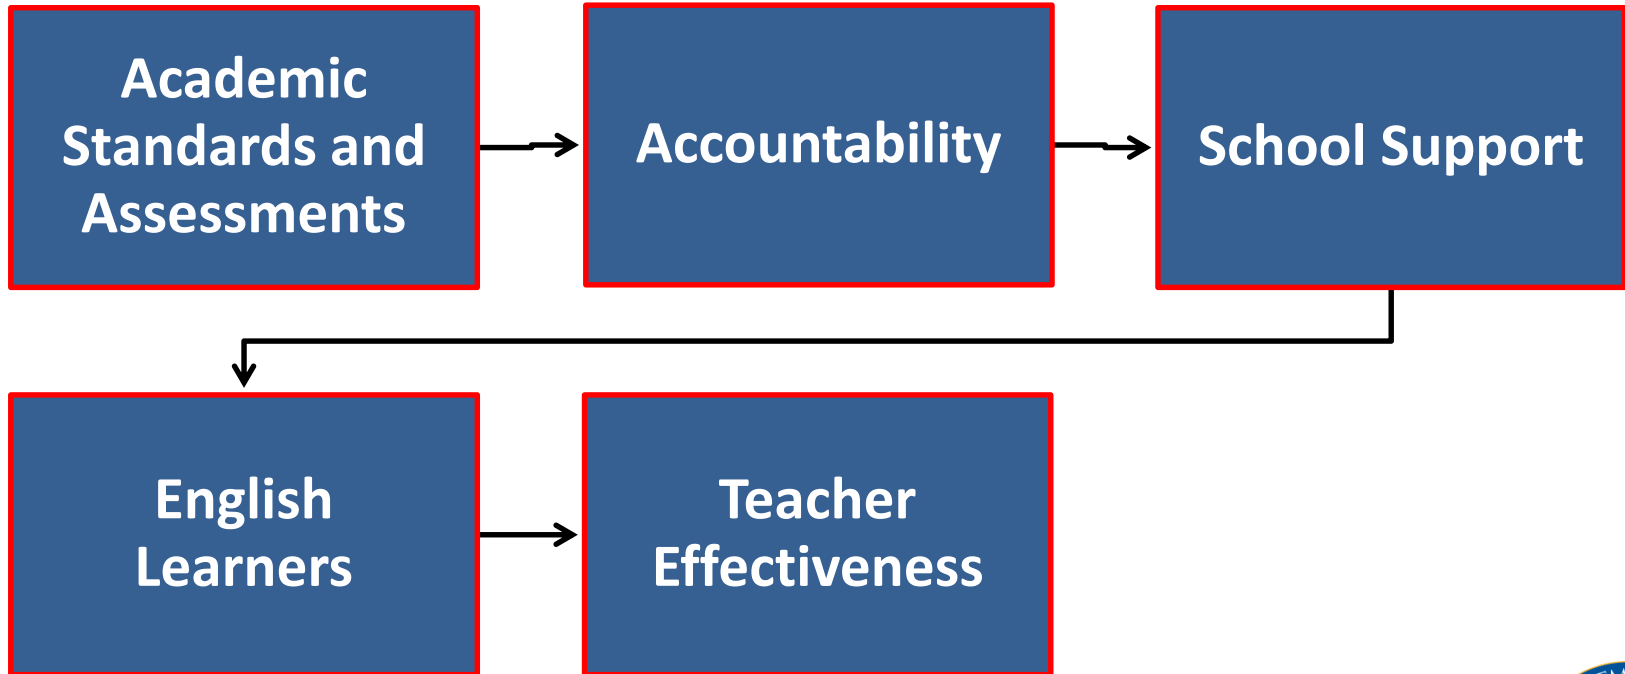 Academic
Standards and
Assessments
Accountability
School Support
English
Learners
Teacher
Effectiveness